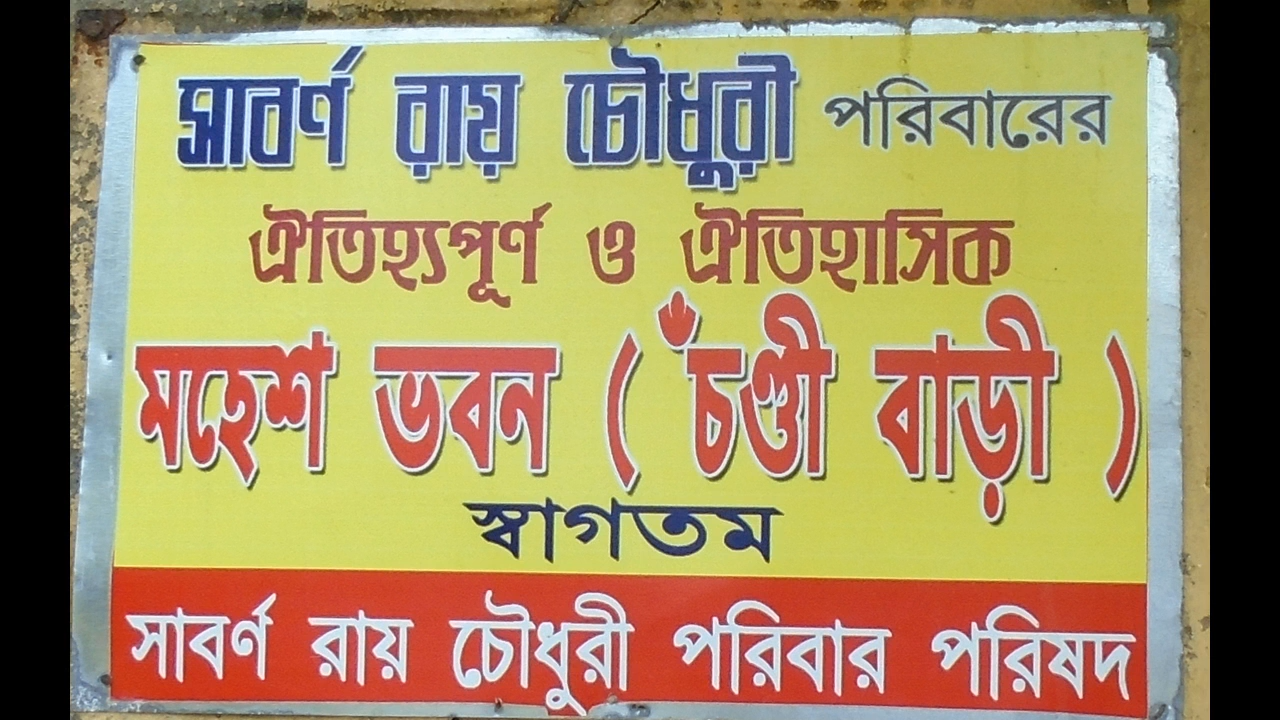 সাবর্ণ রায় চৌধুরী পরিবারের
ঐতিহ্যপূর্ণ ও ঐতিহাসিক
মহেশ ভবন ( ঁচণ্ডী বাড়ী )
স্বাগতম
সাবর্ণ রায় চৌধুরী পরিবার পরিষদ